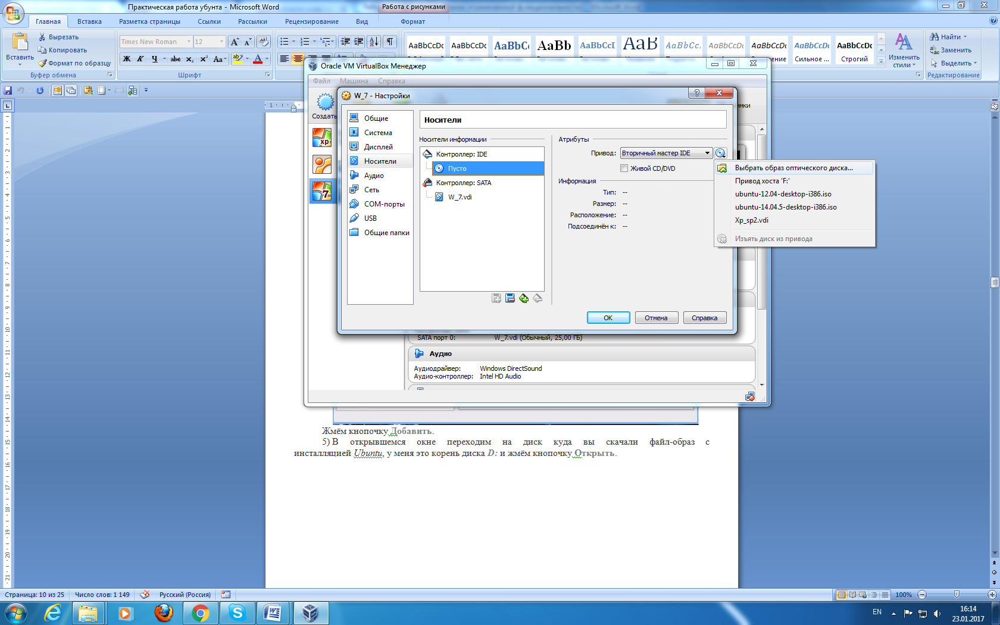 Практическая работа убунта - Microsoft Word
Работа с рисунками
Главная Вставка Разметка страницы Ссылки Рассылки Рецензирование Вид Формат
Вставить
Вырезать
Копировать
Формат по образцу
Буфер обмена
Times New Roman 12
Ж К Ч abc x₂ x² Aa
Шрифт
AaBbCcDc AaBbCcDc AaBbC AaBb AaBbCcI AaB AaBbCc. AaBbCcDc AaBbCcDc AaBbCcDc AaBbCcDc
Сильное ... Строгий
Изменить стили
Найти
Заменить
Выделить
Редактирование
Oracle VM VirtualBox Менеджер
Файл Машина Справка
Создать
W_7 - Настройки
Общие
Система
Дисплей
Носители
Аудио
Сеть
COM-порты
USB
Общие папки
Носители
Носители информации
Контроллер: IDE
Пусто
Контроллер: SATA
W_7.vdi
Атрибуты
Привод: Вторичный мастер IDE
Живой CD/DVD
Информация
Тип: --
Размер: --
Расположение: --
Подсоединён к: --
Выбрать образ оптического диска...
Привод хоста 'F:'
ubuntu-12.04-desktop-i386.iso
ubuntu-14.04.5-desktop-i386.iso
Xp_sp2.vdi
Изъять диск из привода
OK Отмена Справка
SATA порт 0: W_7.vdi (Обычный, 25,00 ГБ)
Аудио
Аудиодрайвер: Windows DirectSound
Аудио-контроллер: Intel HD Audio
Жмём кнопочку Добавить.
5) В открывшемся окне переходим на диск куда вы скачали файл-образ с
инсталляцией Ubuntu, у меня это корень диска D: и жмём кнопочку Открыть.
Страница: 10 из 25 Число слов: 1 149 Русский (Россия) 100%
EN 16:14
23.01.2017